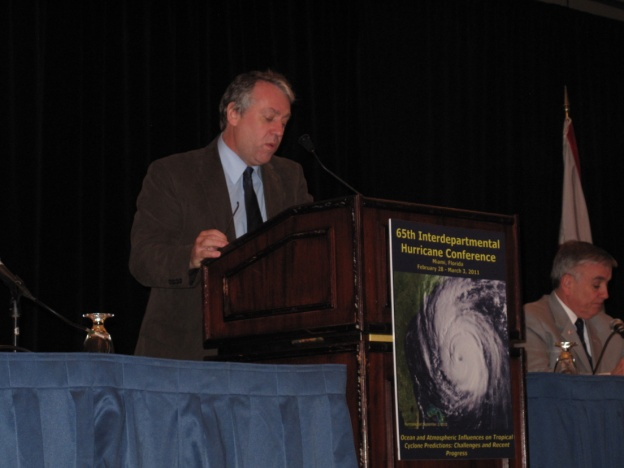 65th Interdepartmental
Hurricane Conference
Miami, Florida
February 28 - March 3, 2011
Ocean and Atmospheric Influences on Tropical
Cyclone Predictions: Challenges and Recent
Progress